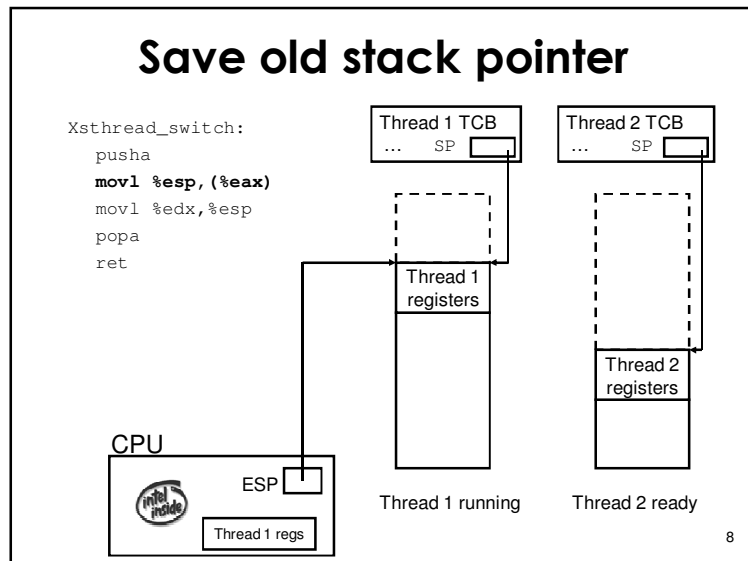 Save old stack pointer
Xsthread_switch:
pusha
movl %esp,(%eax)
movl %edx,%esp
popa
ret
Thread 1 TCB
... SP
Thread 2 TCB
... SP
Thread 1
registers
Thread 2
registers
CPU
ESP
intel
inside
Thread 1 regs
Thread 1 running
Thread 2 ready
8